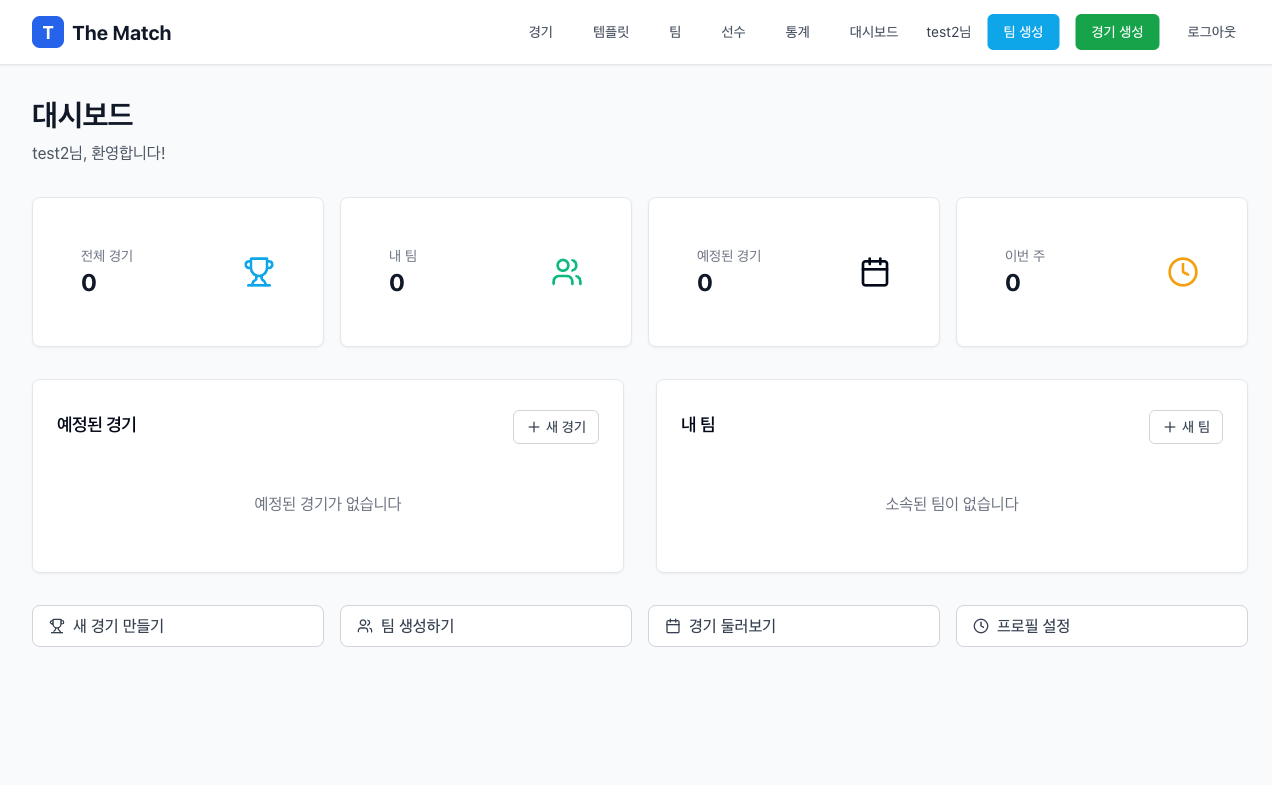 T The Match 경기 템플릿 팀 선수 통계 대시보드 test2님 팀 생성 경기 생성 로그아웃
대시보드
test2님, 환영합니다!
전체 경기
0
내 팀
0
예정된 경기
0
이번 주
0
예정된 경기 + 새 경기
예정된 경기가 없습니다
내 팀 + 새 팀
소속된 팀이 없습니다
새 경기 만들기
팀 생성하기
경기 둘러보기
프로필 설정